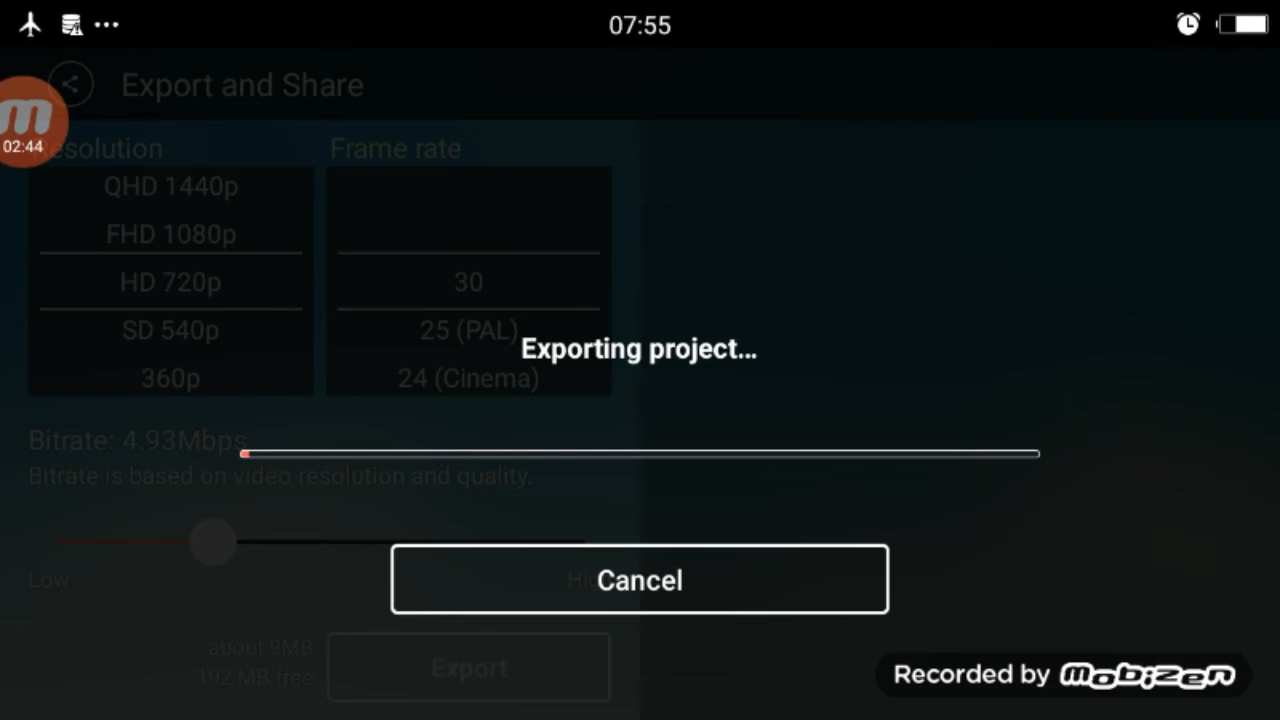 07:55
Export and Share
m
02:44
Resolution
Frame rate
QHD 1440p
FHD 1080p
HD 720p
30
SD 540p
25 (PAL)
360p
24 (Cinema)
Exporting project...
Bitrate: 4.93Mbps
Bitrate is based on video resolution and quality.
Low
Cancel
about 9MB
192 MB free
Export
Recorded by mobizen